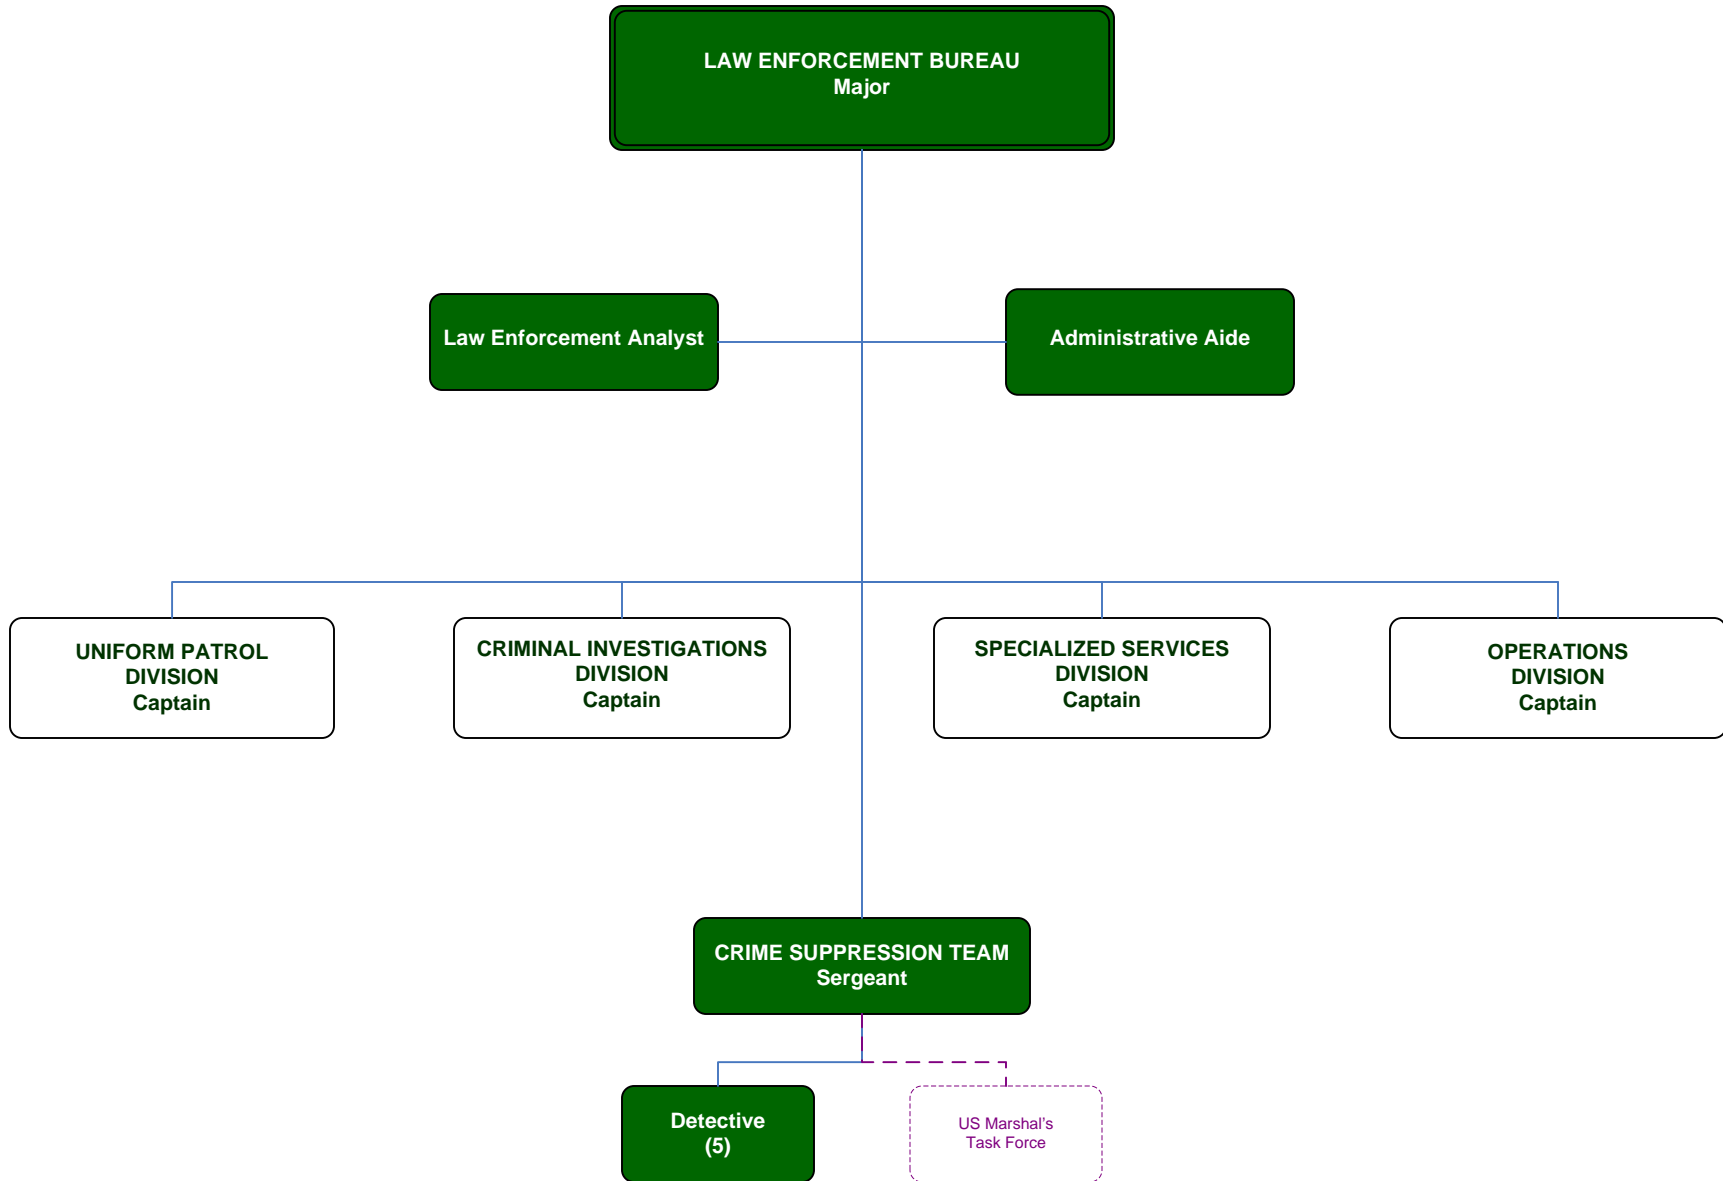 LAW ENFORCEMENT BUREAU
Major
Law Enforcement Analyst
Administrative Aide
UNIFORM PATROL
DIVISION
Captain
CRIMINAL INVESTIGATIONS
DIVISION
Captain
SPECIALIZED SERVICES
DIVISION
Captain
OPERATIONS
DIVISION
Captain
CRIME SUPPRESSION TEAM
Sergeant
Detective
(5)
US Marshal's
Task Force